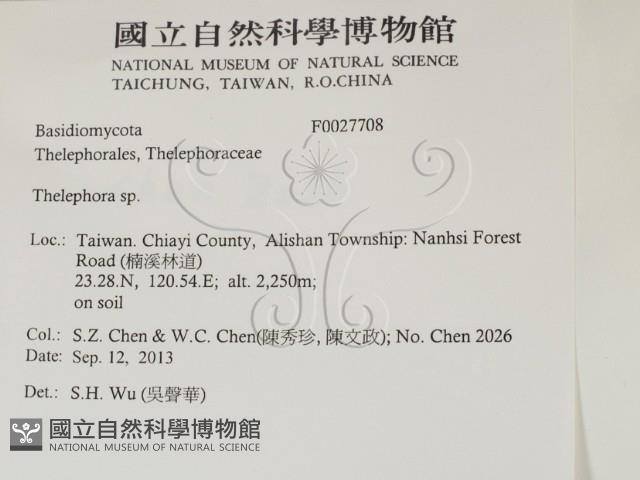 國立自然科學博物館
NATIONAL MUSEUM OF NATURAL SCIENCE
TAICHUNG, TAIWAN, R.O.CHINA
Basidiomycota F0027708
Thelephorales, Thelephoraceae
Thelephora sp.
Loc.: Taiwan. Chiayi County, Alishan Township: Nanhsi Forest
Road (楠溪林道)
23.28.N, 120.54.E; alt. 2,250m;
on soil
Col.: S.Z. Chen & W.C. Chen(陳秀珍, 陳文政); No. Chen 2026
Date: Sep. 12, 2013
Det.: S.H. Wu (吳聲華)
國立自然科學博物館
NATIONAL MUSEUM OF NATURAL SCIENCE